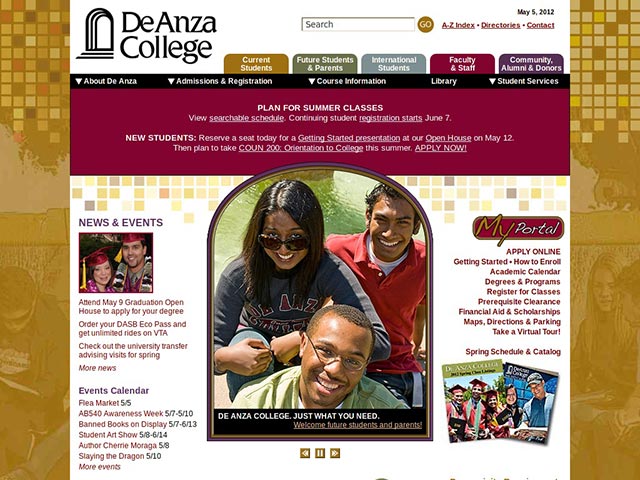 De Anza
College
May 5, 2012
Search
GO
A-Z Index • Directories • Contact
Current
Students
Future Students
& Parents
International
Students
Faculty
& Staff
Community,
Alumni & Donors
About De Anza
Admissions & Registration
Course Information
Library
Student Services
PLAN FOR SUMMER CLASSES
View searchable schedule. Continuing student registration starts June 7.
NEW STUDENTS: Reserve a seat today for a Getting Started presentation at our Open House on May 12.
Then plan to take COUN 200: Orientation to College this summer. APPLY NOW!
NEWS & EVENTS
Attend May 9 Graduation Open
House to apply for your degree
Order your DASB Eco Pass and
get unlimited rides on VTA
Check out the university transfer
advising visits for spring
More news
Events Calendar
Flea Market 5/5
AB540 Awareness Week 5/7-5/10
Banned Books on Display 5/7-6/13
Student Art Show 5/8-6/14
Author Cherrie Moraga 5/8
Slaying the Dragon 5/10
More events
DE ANZA
COLLEGE
DE ANZA COLLEGE. JUST WHAT YOU NEED.
Welcome future students and parents!
MyPortal
APPLY ONLINE
Getting Started • How to Enroll
Academic Calendar
Degrees & Programs
Register for Classes
Prerequisite Clearance
Financial Aid & Scholarships
Maps, Directions & Parking
Take a Virtual Tour!
Spring Schedule & Catalog
DE ANZA COLLEGE
De Anza
College